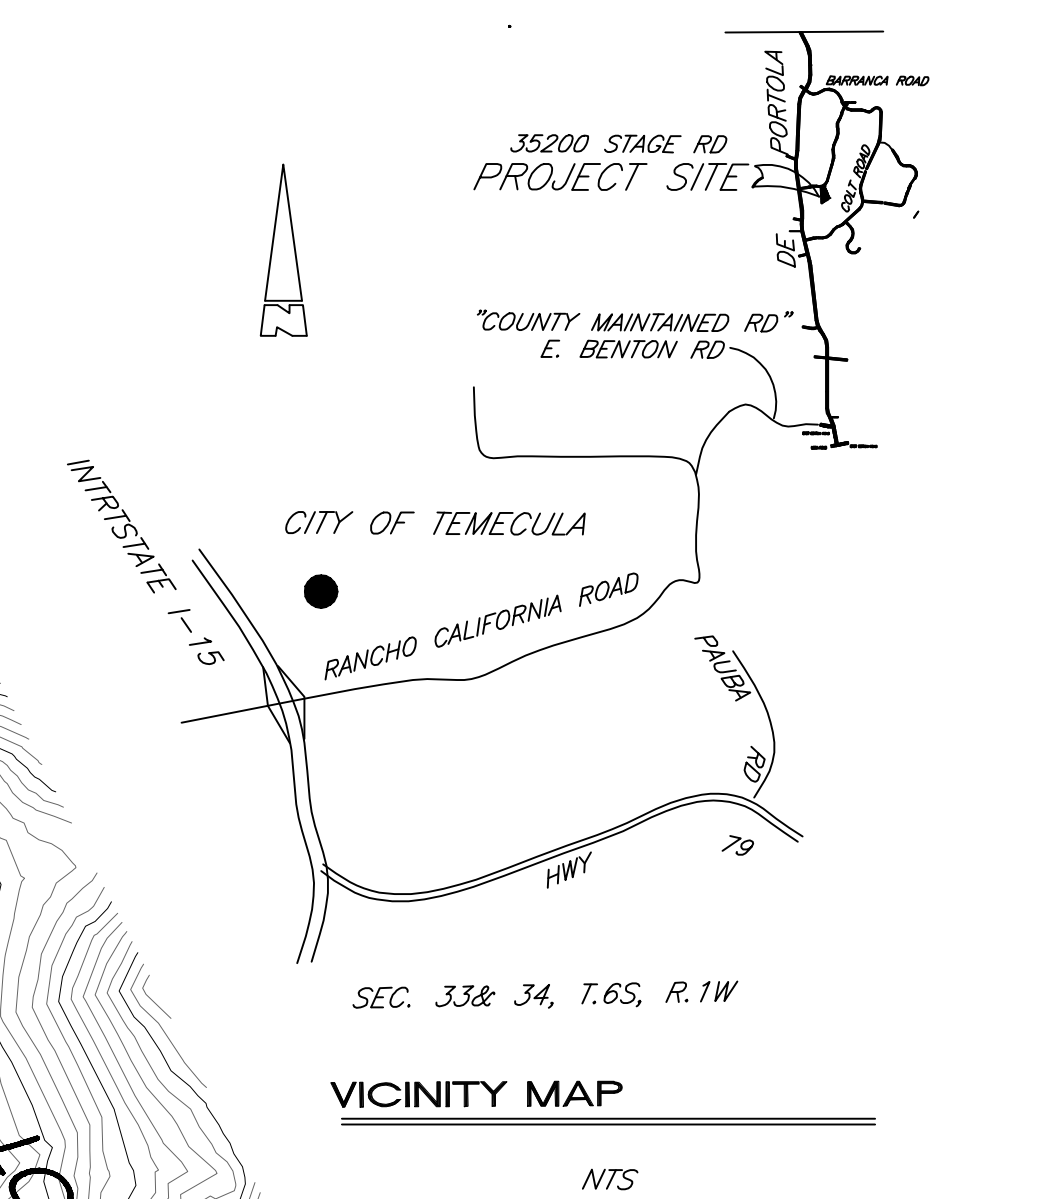 BARRANCA ROAD
PORTOLA
35200 STAGE RD
PROJECT SITE
COLT ROAD
DE
"COUNTY MAINTAINED RD"
E. BENTON RD
INTRTSTATE I-15
CITY OF TEMECULA
RANCHO CALIFORNIA ROAD
PAUBA RD
HWY 79
SEC. 33& 34, T.6S, R.1W
VICINITY MAP
NTS
N